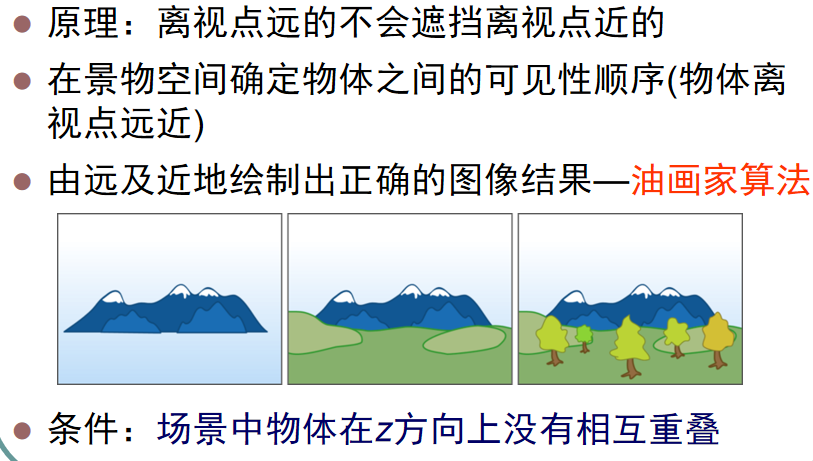 原理：离视点远的不会遮挡离视点近的
在景物空间确定物体之间的可见性顺序(物体离
视点远近)
由远及近地绘制出正确的图像结果—油画家算法
条件：场景中物体在z方向上没有相互重叠